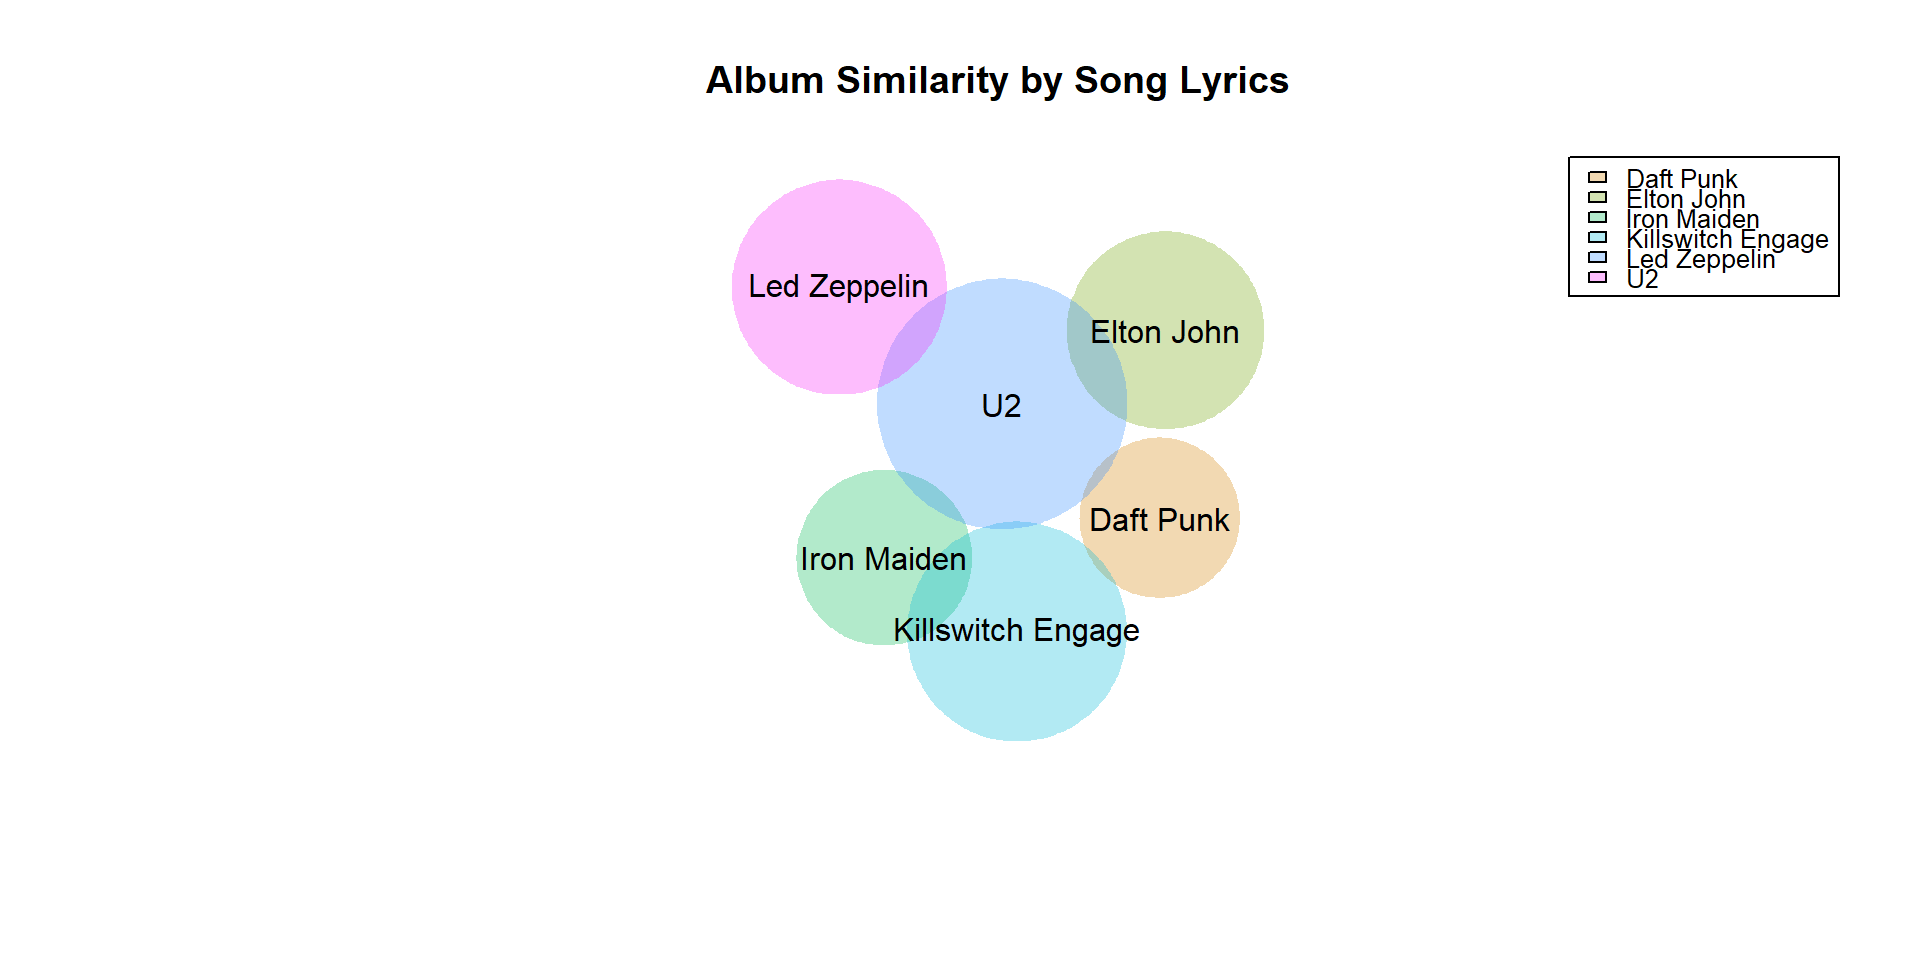 Album Similarity by Song Lyrics
Daft Punk
Elton John
Iron Maiden
Killswitch Engage
Led Zeppelin
U2
Led Zeppelin
Elton John
U2
Daft Punk
Iron Maiden
Killswitch Engage